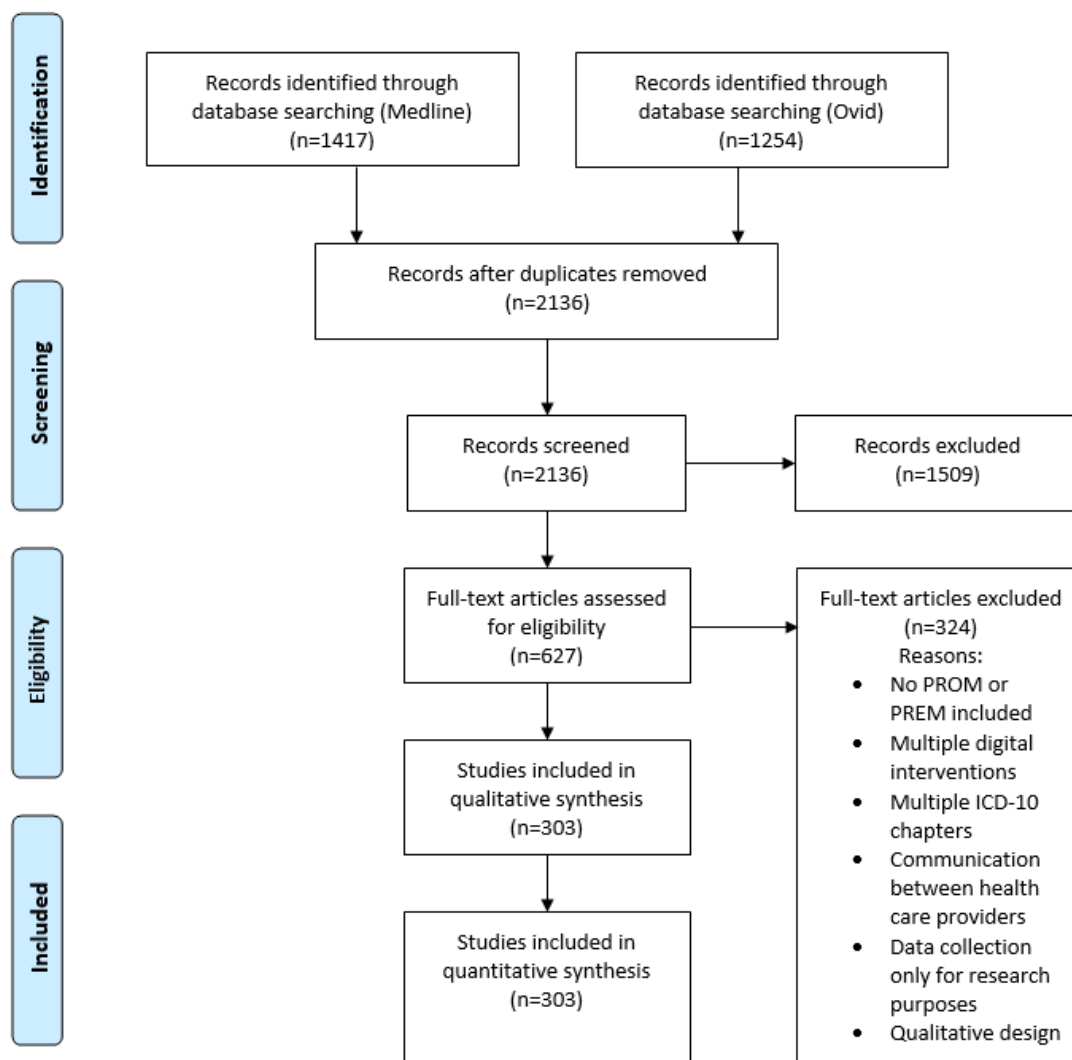 Identification
Records identified through
database searching (Medline)
(n=1417)
Records identified through
database searching (Ovid)
(n=1254)
Records after duplicates removed
(n=2136)
Screening
Records screened
(n=2136)
Records excluded
(n=1509)
Eligibility
Full-text articles assessed
for eligibility
(n=627)
Full-text articles excluded
(n=324)
Reasons:
• No PROM or
PREM included
• Multiple digital
interventions
• Multiple ICD-10
chapters
• Communication
between health
care providers
• Data collection
only for research
purposes
• Qualitative design
Studies included in
qualitative synthesis
(n=303)
Included
Studies included in
quantitative synthesis
(n=303)